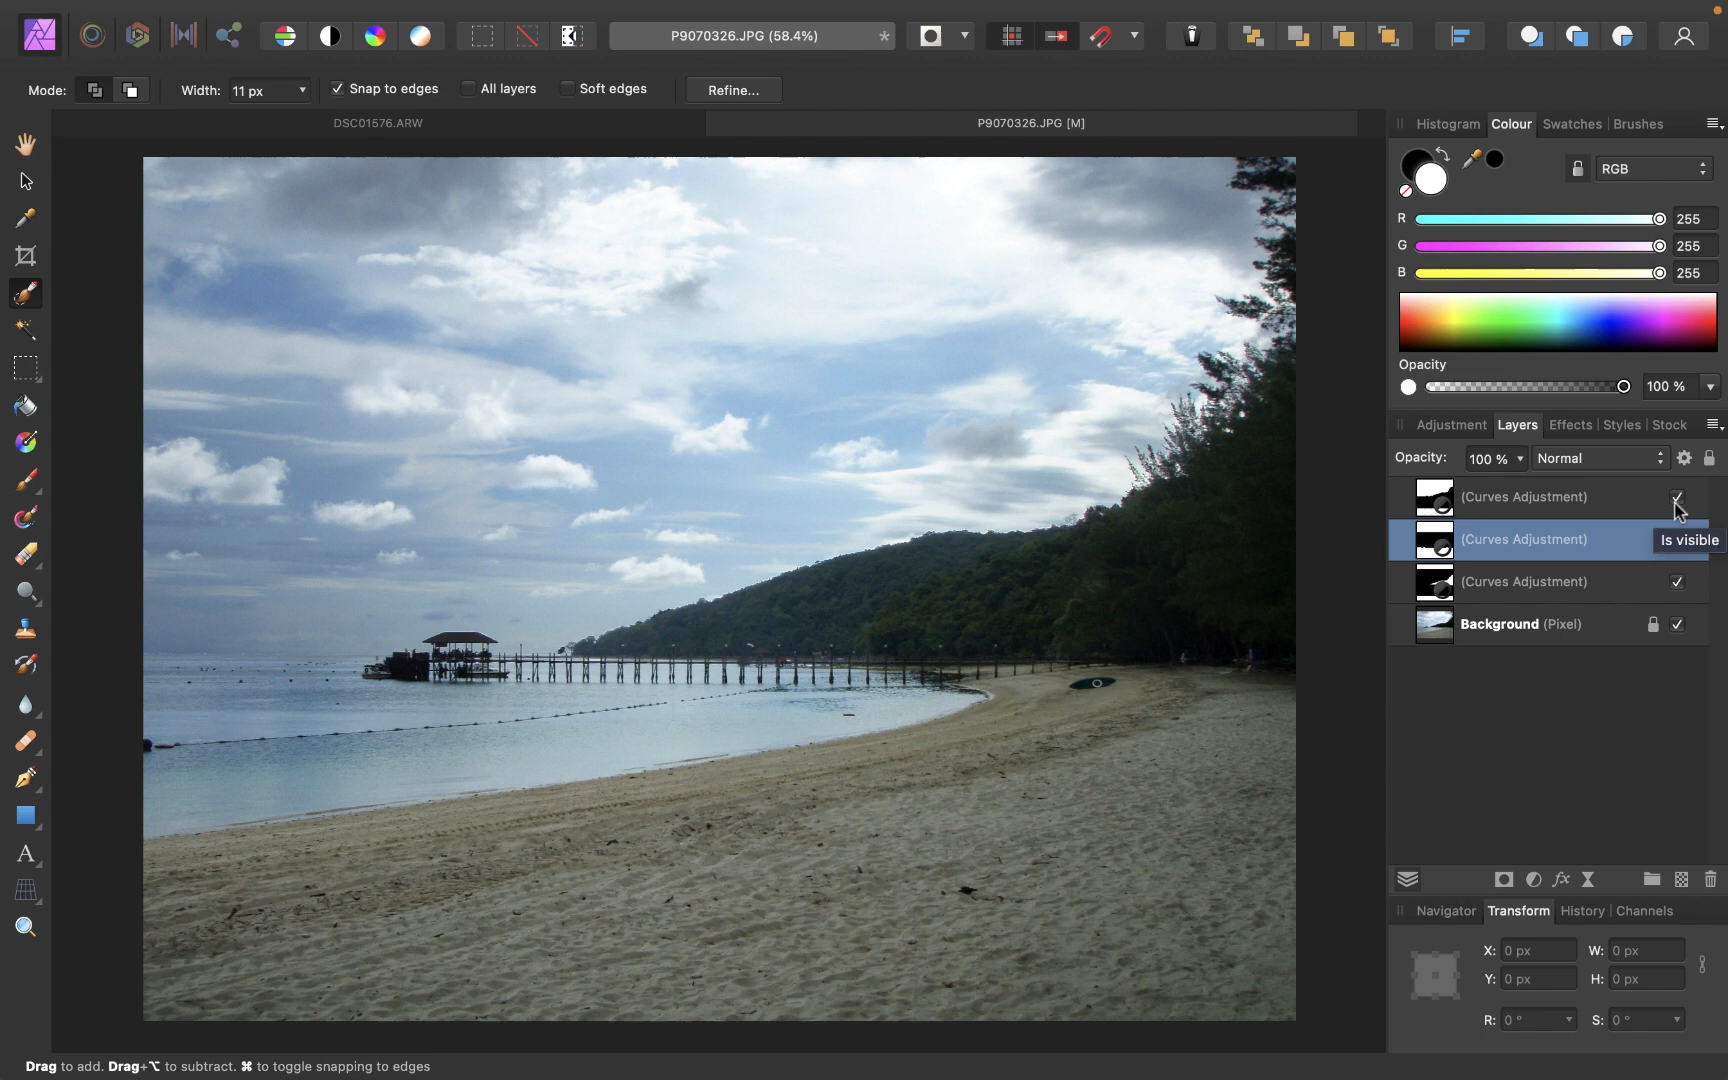 P9070326.JPG (58.4%)
*
Mode:
Width: 11 px
Snap to edges
All layers
Soft edges
Refine...
DSC01576.ARW
P9070326.JPG [M]
Histogram Colour Swatches Brushes
RGB
R 255
G 255
B 255
Opacity
100 %
Adjustment Layers Effects Styles Stock
Opacity: 100 % Normal
(Curves Adjustment)
(Curves Adjustment)
Is visible
(Curves Adjustment)
Background (Pixel)
fx
A
Navigator Transform History Channels
X: 0 px W: 0 px
Y: 0 px H: 0 px
R: 0 ° S: 0 °
Drag to add. Drag+⌥ to subtract. ⌘ to toggle snapping to edges